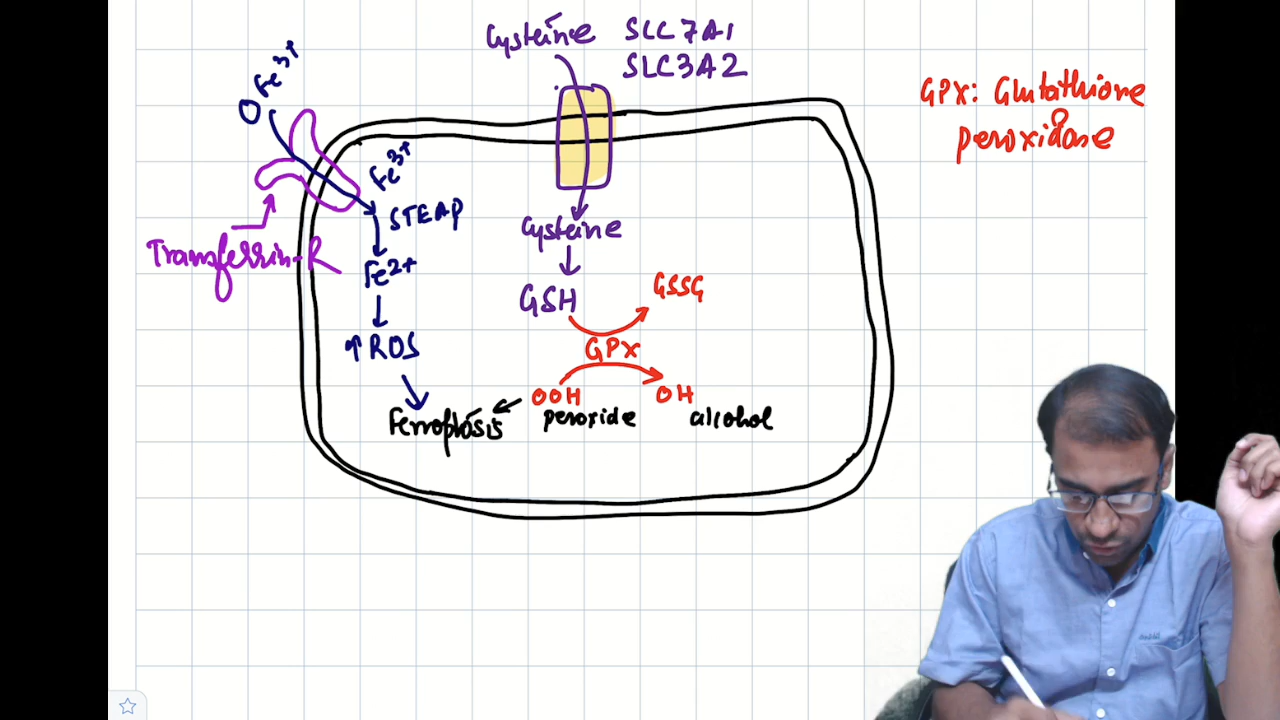 Cysteine SLC7A1
SLC3A2
Fe3+
GPX: Glutathione
peroxidase
Fe3+
STEAP
Transferrin-R
Cysteine
Fe2+
GSH
GSSG
↑ROS
GPX
OOH
OH
Ferroptosis
peroxide
alcohol